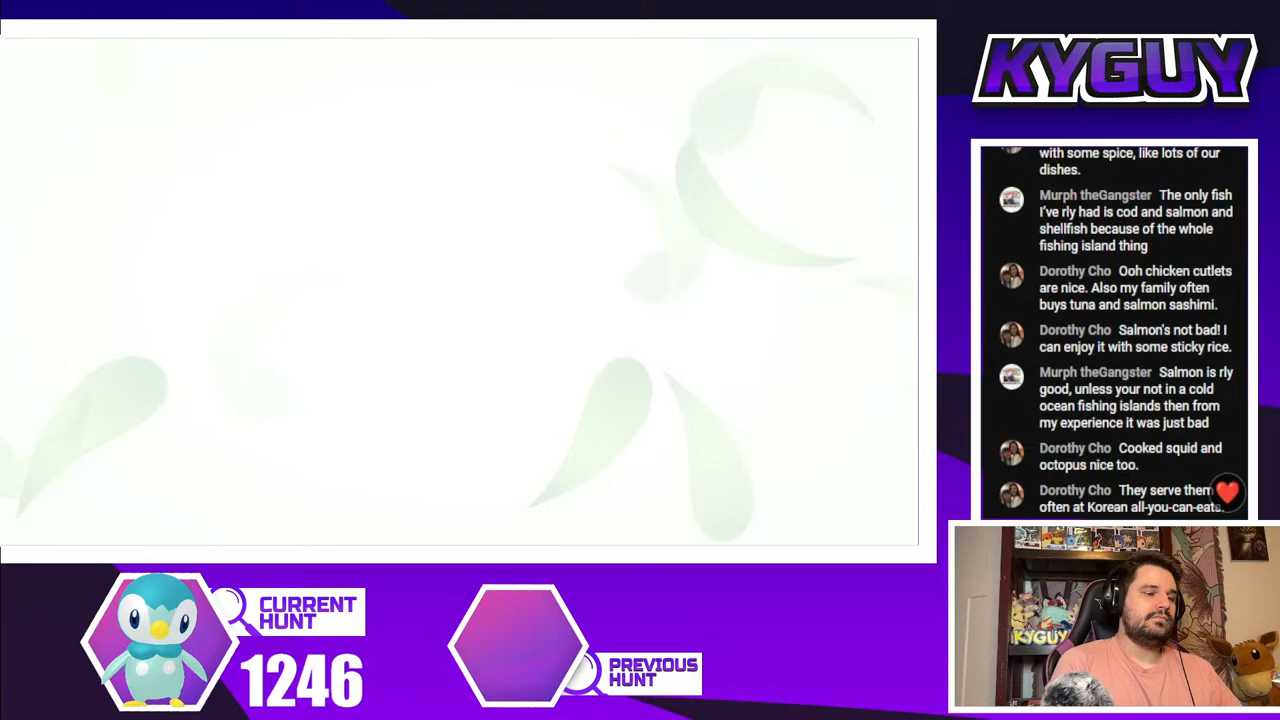 KYGUY
with some spice, like lots of our
dishes.
Murph theGangster The only fish
I've rly had is cod and salmon and
shellfish because of the whole
fishing island thing
Dorothy Cho Ooh chicken cutlets
are nice. Also my family often
buys tuna and salmon sashimi.
Dorothy Cho Salmon's not bad! I
can enjoy it with some sticky rice.
Murph theGangster Salmon is rly
good, unless your not in a cold
ocean fishing islands then from
my experience it was just bad
Dorothy Cho Cooked squid and
octopus nice too.
Dorothy Cho They serve them
often at Korean all-you-can-eats.
CURRENT
HUNT
1246
PREVIOUS
HUNT
KYGUY